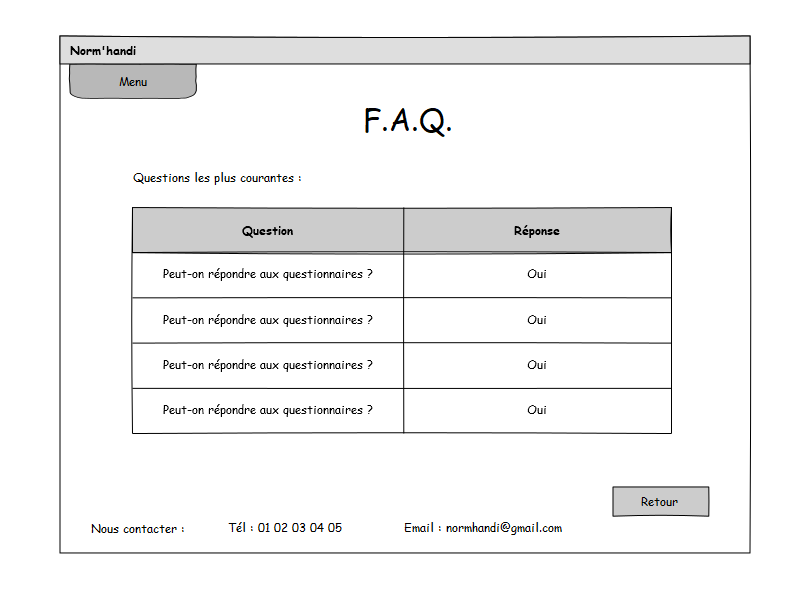 Norm'handi
Menu
F.A.Q.
Questions les plus courantes :
Question Réponse
Peut-on répondre aux questionnaires ? Oui
Peut-on répondre aux questionnaires ? Oui
Peut-on répondre aux questionnaires ? Oui
Peut-on répondre aux questionnaires ? Oui
Retour
Nous contacter : Tél : 01 02 03 04 05 Email : normhandi@gmail.com